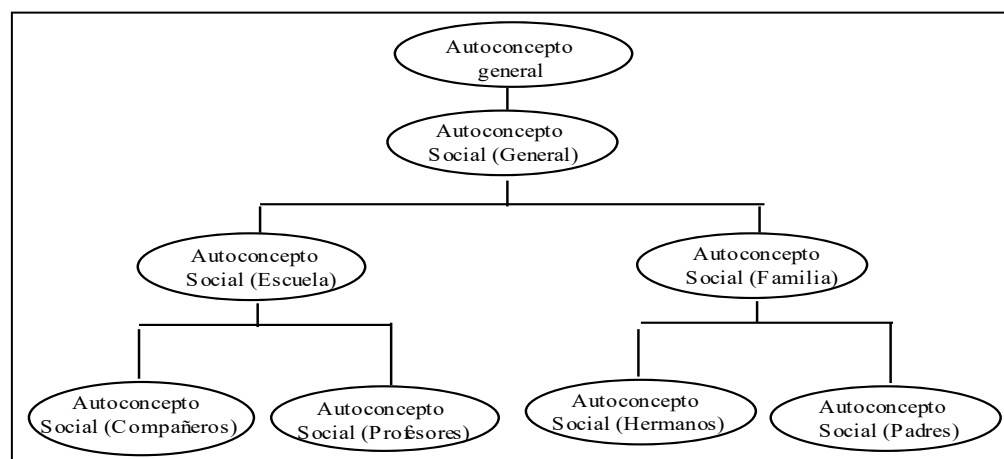 Autoconcepto
general
Autoconcepto
Social (General)
Autoconcepto
Social (Escuela)
Autoconcepto
Social (Familia)
Autoconcepto
Social (Compañeros)
Autoconcepto
Social (Profesores)
Autoconcepto
Social (Hermanos)
Autoconcepto
Social (Padres)